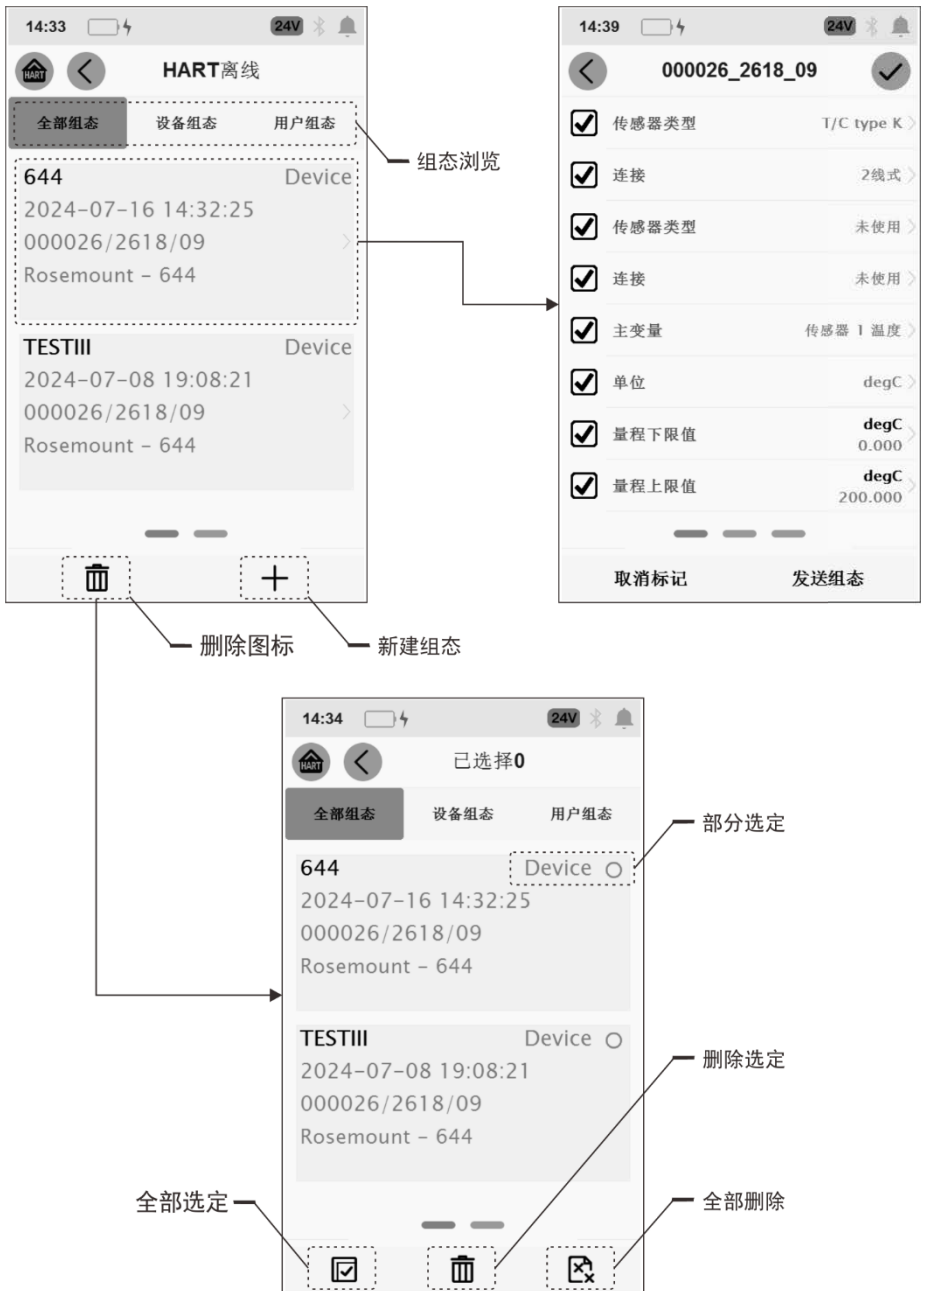 14:33
24V
HART
HART离线
全部组态
设备组态
用户组态
组态浏览
644
Device
2024-07-16 14:32:25
000026/2618/09
Rosemount - 644
TESTIII
Device
2024-07-08 19:08:21
000026/2618/09
Rosemount - 644
删除图标
新建组态
14:39
24V
000026_2618_09
传感器类型
T/C type K
连接
2线式
传感器类型
未使用
连接
未使用
主变量
传感器 1 温度
单位
degC
量程下限值
degC
0.000
量程上限值
degC
200.000
取消标记
发送组态
14:34
24V
HART
已选择0
全部组态
设备组态
用户组态
部分选定
644
Device
2024-07-16 14:32:25
000026/2618/09
Rosemount - 644
TESTIII
Device
2024-07-08 19:08:21
000026/2618/09
Rosemount - 644
删除选定
全部选定
全部删除